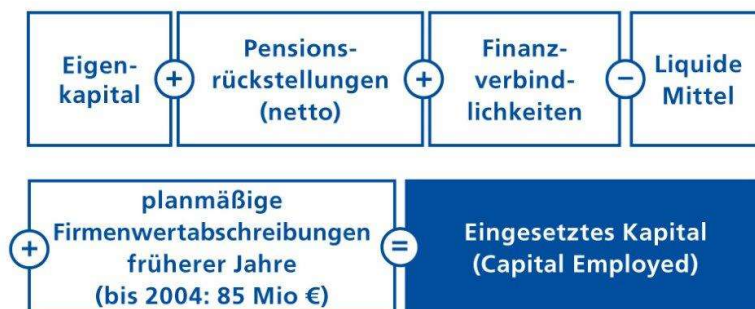 Eigen-
kapital
+
Pensions-
rückstellungen
(netto)
+
Finanz-
verbind-
lichkeiten
−
Liquide
Mittel
+
planmäßige
Firmenwertabschreibungen
früherer Jahre
(bis 2004: 85 Mio €)
=
Eingesetztes Kapital
(Capital Employed)